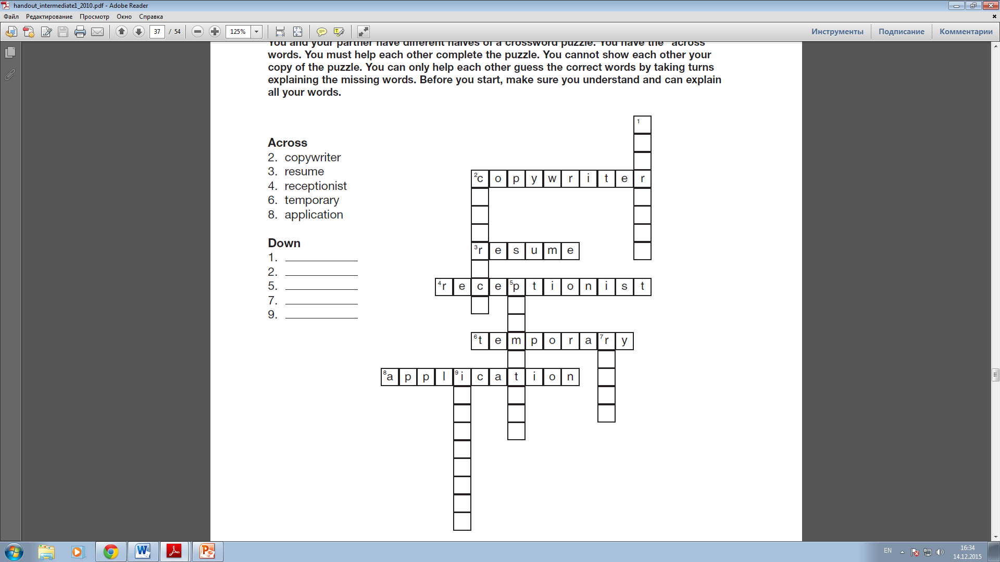 handout_intermediate1_2010.pdf - Adobe Reader
Файл Редактирование Просмотр Окно Справка
37 / 54 125% Инструменты Подписание Комментарии
You and your partner have different halves of a crossword puzzle. You have the "across"
words. You must help each other complete the puzzle. You cannot show each other your
copy of the puzzle. You can only help each other guess the correct words by taking turns
explaining the missing words. Before you start, make sure you understand and can explain
all your words.
Across
2. copywriter
3. resume
4. receptionist
6. temporary
8. application
Down
1.
2.
5.
7.
9.
1
2 c o p y w r i t e r
3 r e s u m e
4 r e c e 5 p t i o n i s t
6 t e m p o r a 7 r y
8 a p p l 9 i c a t i o n
EN 16:34
14.12.2015